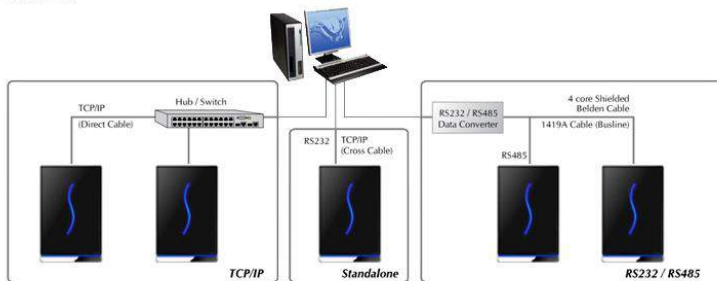 TCP/IP
(Direct Cable)
Hub / Switch
TCP/IP
RS232
TCP/IP
(Cross Cable)
Standalone
RS232 / RS485
Data Converter
4 core Shielded
Belden Cable
1419A Cable (Busline)
RS485
RS232 / RS485